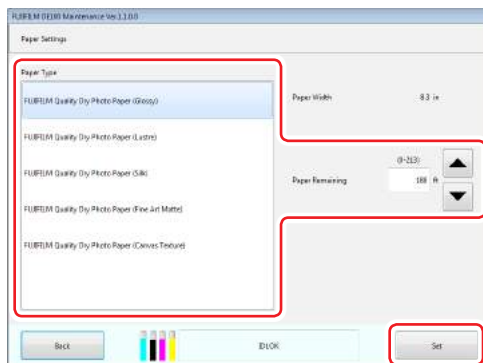 FUJIFILM DE100 Maintenance Ver.1.1.0.0
Paper Settings
Paper Type
FUJIFILM Quality Dry Photo Paper (Glossy)
FUJIFILM Quality Dry Photo Paper (Lustre)
FUJIFILM Quality Dry Photo Paper (Silk)
FUJIFILM Quality Dry Photo Paper (Fine Art Matte)
FUJIFILM Quality Dry Photo Paper (Canvas Texture)
Paper Width 8.3 in
(0-213)
Paper Remaining 188 ft
Back
ID1:OK
Set